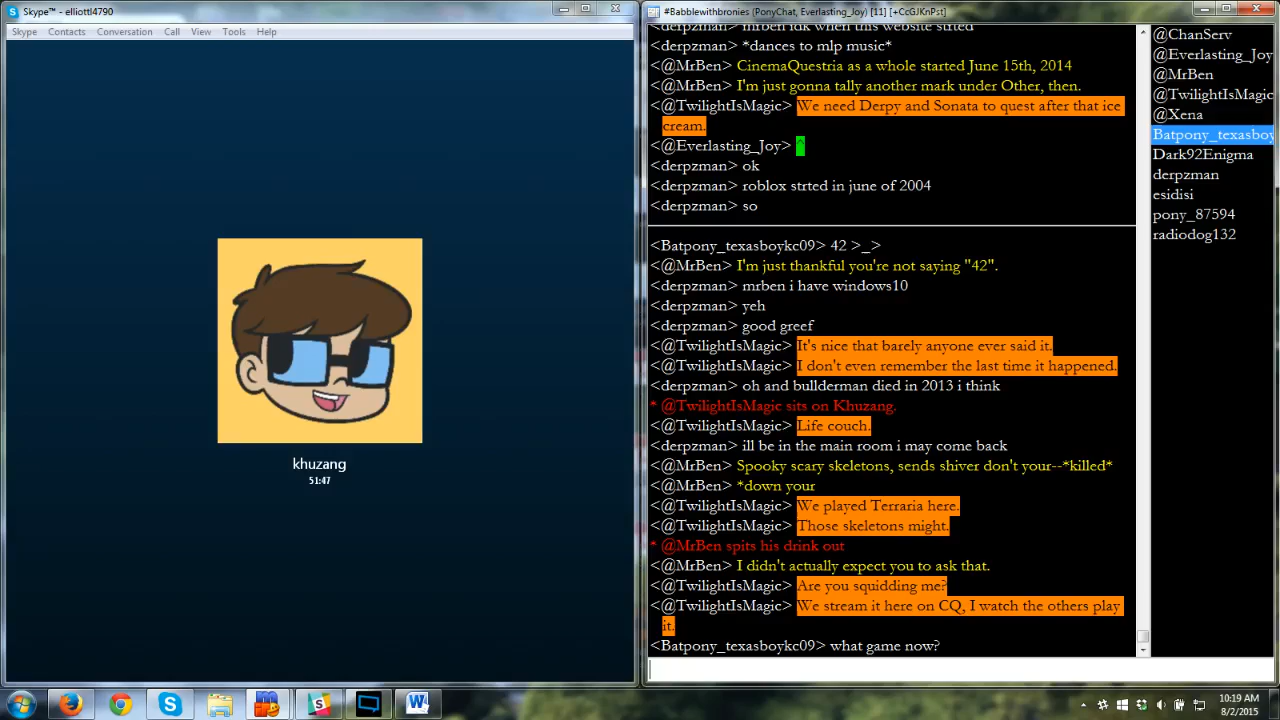 Skype™ - elliottl4790
Skype Contacts Conversation Call View Tools Help
khuzang
51:47
#Babblewithbronies (PonyChat, Everlasting_Joy) [11] [+CcGJKnPst]
<derpzman> mrben idk when this website strted
<derpzman> *dances to mlp music*
<@MrBen> CinemaQuestria as a whole started June 15th, 2014
<@MrBen> I'm just gonna tally another mark under Other, then.
<@TwilightIsMagic> We need Derpy and Sonata to quest after that ice
cream.
<@Everlasting_Joy> ^
<derpzman> ok
<derpzman> roblox strted in june of 2004
<derpzman> so
<Batpony_texasboykc09> 42 >_>
<@MrBen> I'm just thankful you're not saying "42".
<derpzman> mrben i have windows10
<derpzman> yeh
<derpzman> good greef
<@TwilightIsMagic> It's nice that barely anyone ever said it.
<@TwilightIsMagic> I don't even remember the last time it happened.
<derpzman> oh and bullderman died in 2013 i think
* @TwilightIsMagic sits on Khuzang.
<@TwilightIsMagic> Life couch.
<derpzman> ill be in the main room i may come back
<@MrBen> Spooky scary skeletons, sends shiver don't your--*killed*
<@MrBen> *down your
<@TwilightIsMagic> We played Terraria here.
<@TwilightIsMagic> Those skeletons might.
* @MrBen spits his drink out
<@MrBen> I didn't actually expect you to ask that.
<@TwilightIsMagic> Are you squidding me?
<@TwilightIsMagic> We stream it here on CQ, I watch the others play
it.
<Batpony_texasboykc09> what game now?
@ChanServ
@Everlasting_Joy
@MrBen
@TwilightIsMagic
@Xena
Batpony_texasboy
Dark92Enigma
derpzman
esidisi
pony_87594
radiodog132
10:19 AM
8/2/2015